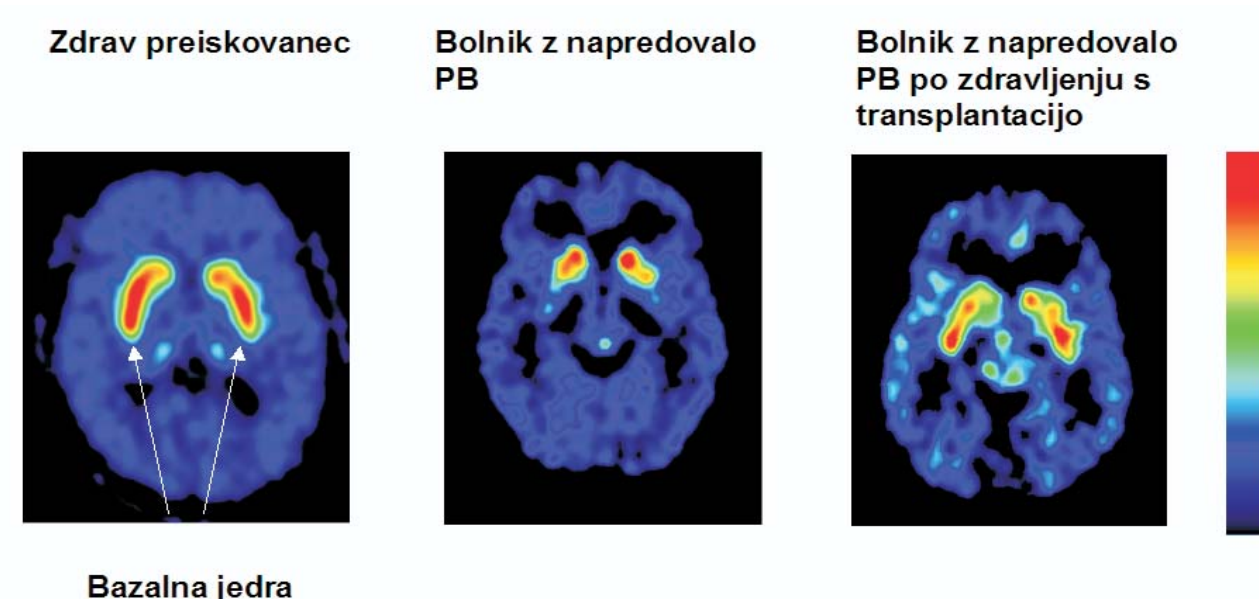 Zdrav preiskovanec
Bolnik z napredovalo
PB
Bolnik z napredovalo
PB po zdravljenju s
transplantacijo
Bazalna jedra